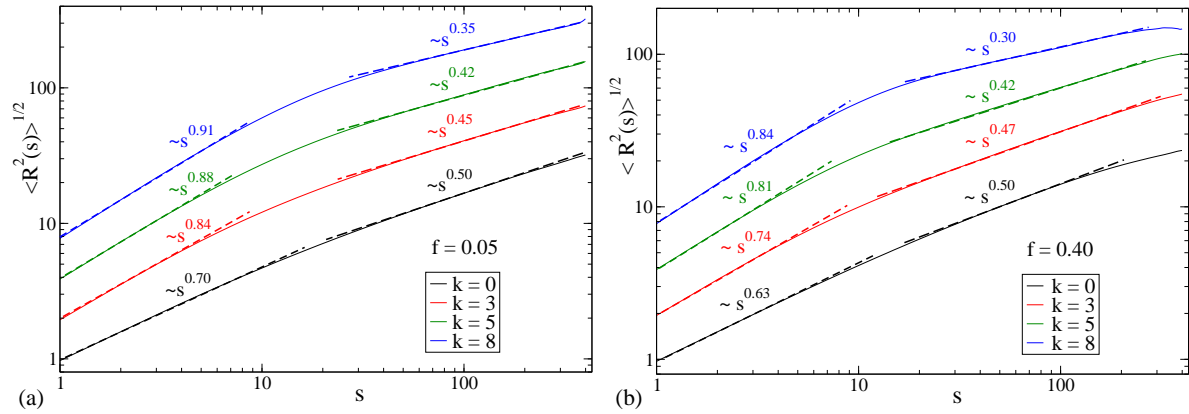 <R²(s)>^{1/2}
100
10
1
~s^{0.35}
~s^{0.42}
~s^{0.45}
~s^{0.50}
~s^{0.91}
~s^{0.88}
~s^{0.84}
~s^{0.70}
f = 0.05
k = 0
k = 3
k = 5
k = 8
1
10
100
(a)
s
< R²(s) >^{1/2}
100
10
1
~s^{0.30}
~s^{0.42}
~s^{0.47}
~s^{0.50}
~s^{0.84}
~s^{0.81}
~s^{0.74}
~ s^{0.63}
f = 0.40
k = 0
k = 3
k = 5
k = 8
1
10
100
(b)
s